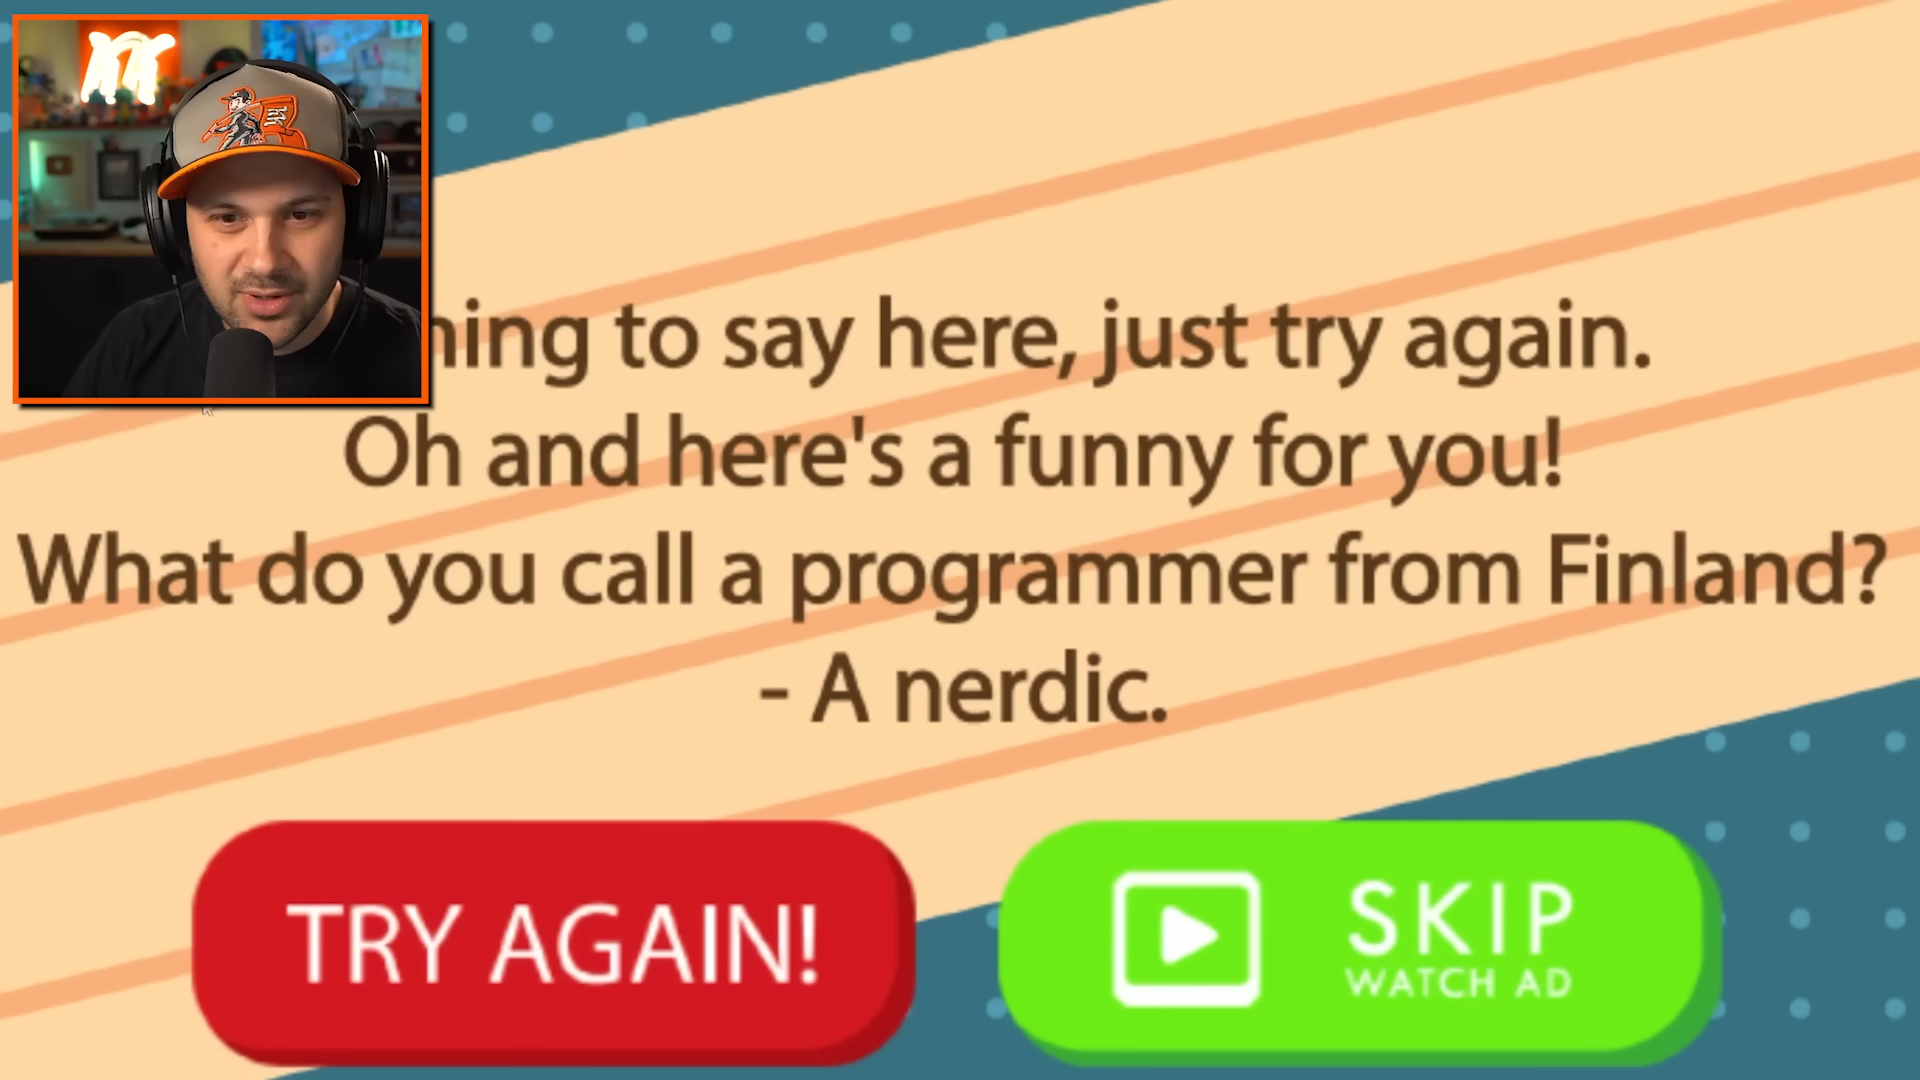 to say here, just try again.
Oh and here's a funny for you!
What do you call a programmer from Finland?
- A nerdic.
TRY AGAIN!
SKIP
WATCH AD